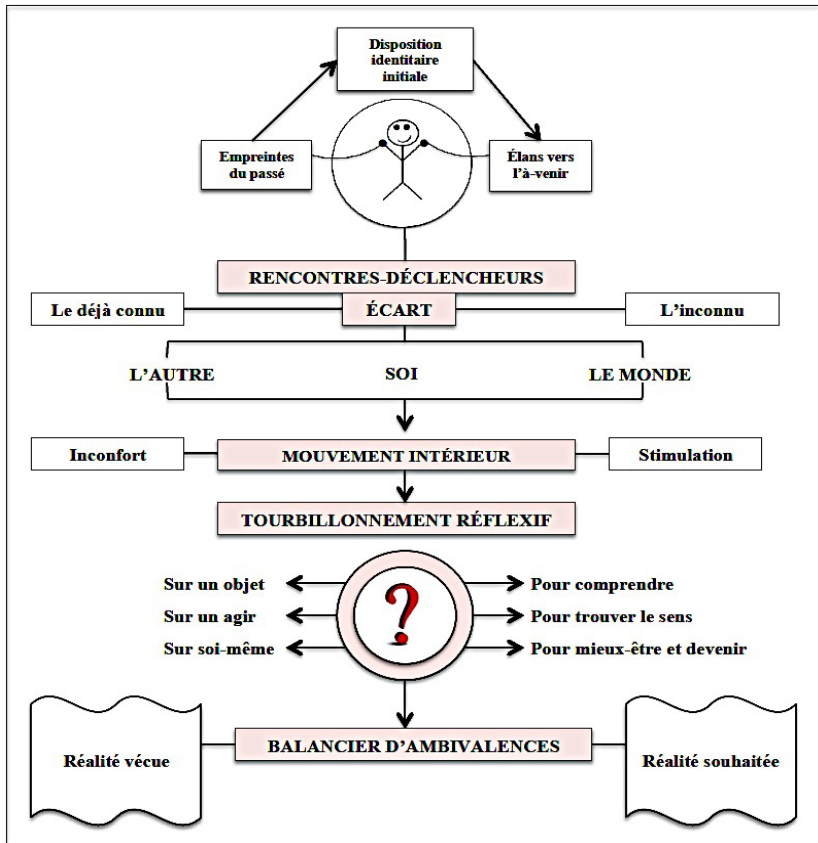 Disposition
identitaire
initiale
Empreintes
du passé
Élans vers
l'à-venir
RENCONTRES-DÉCLENCHEURS
Le déjà connu
ÉCART
L'inconnu
L'AUTRE
SOI
LE MONDE
Inconfort
MOUVEMENT INTÉRIEUR
Stimulation
TOURBILLONNEMENT RÉFLEXIF
Sur un objet
Pour comprendre
Sur un agir
?
Pour trouver le sens
Sur soi-même
Pour mieux-être et devenir
Réalité vécue
BALANCIER D'AMBIVALENCES
Réalité souhaitée